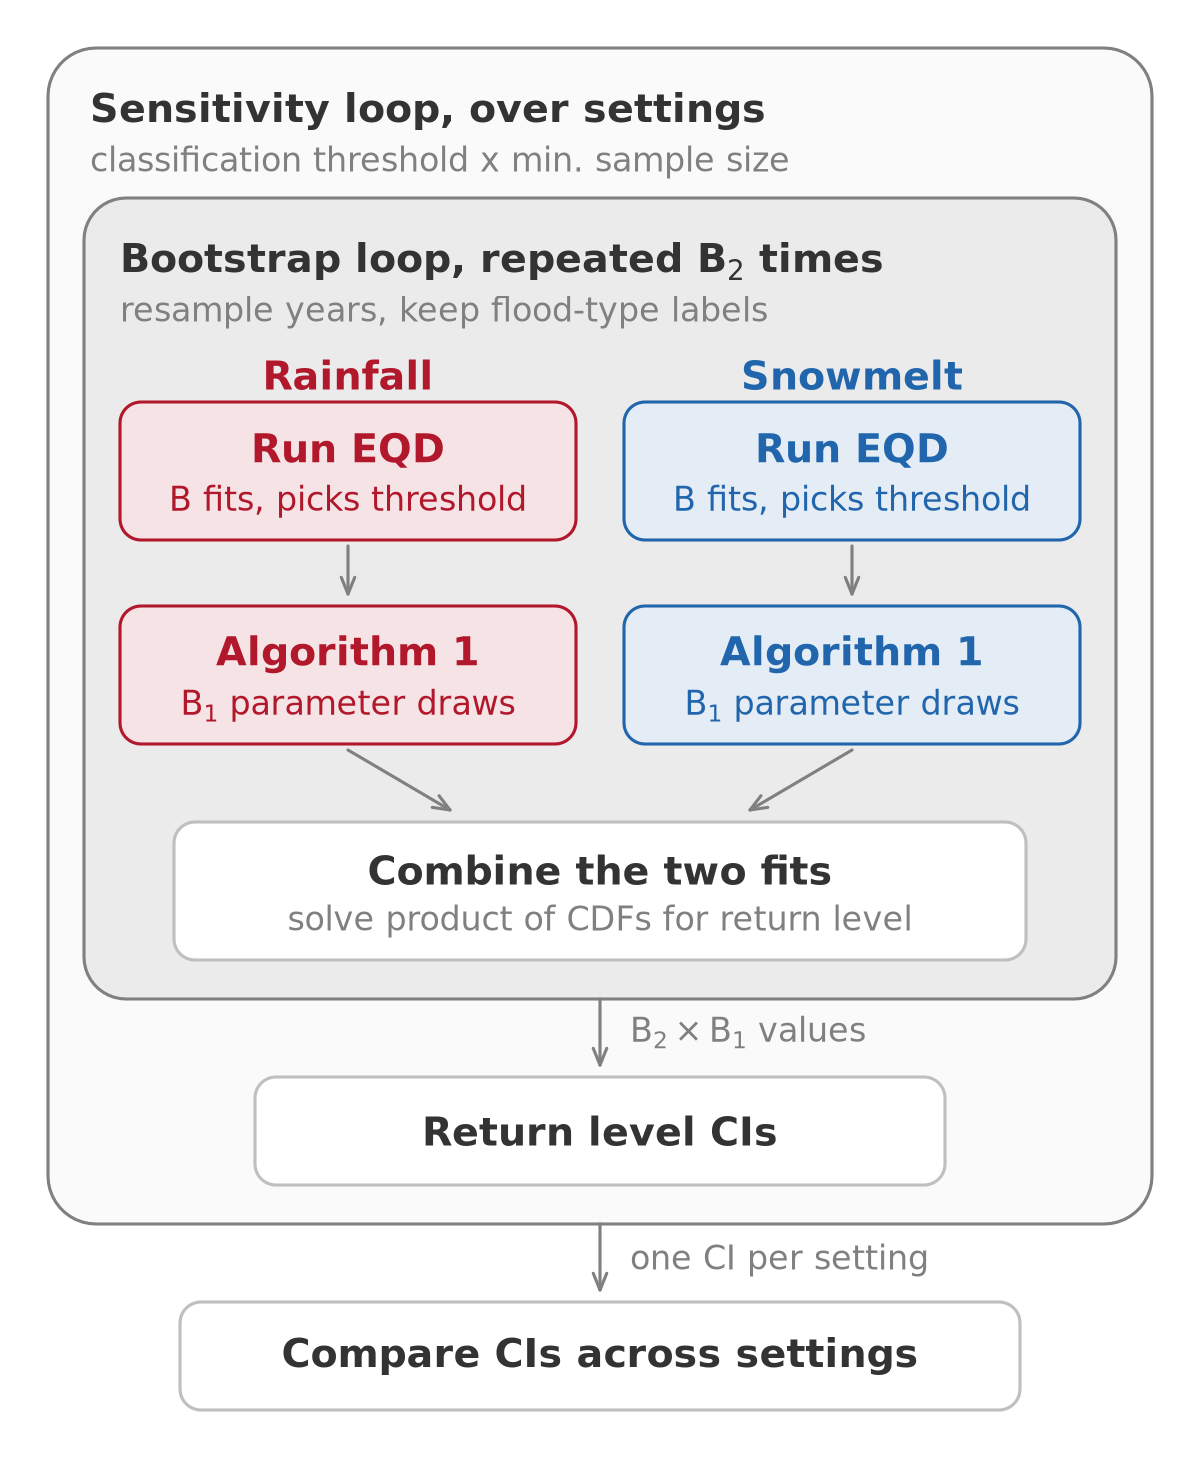 Sensitivity loop, over settings
classification threshold x min. sample size
Bootstrap loop, repeated B₂ times
resample years, keep flood-type labels
Rainfall
Snowmelt
Run EQD
B fits, picks threshold
Run EQD
B fits, picks threshold
Algorithm 1
B₁ parameter draws
Algorithm 1
B₁ parameter draws
Combine the two fits
solve product of CDFs for return level
B₂ × B₁ values
Return level CIs
one CI per setting
Compare CIs across settings